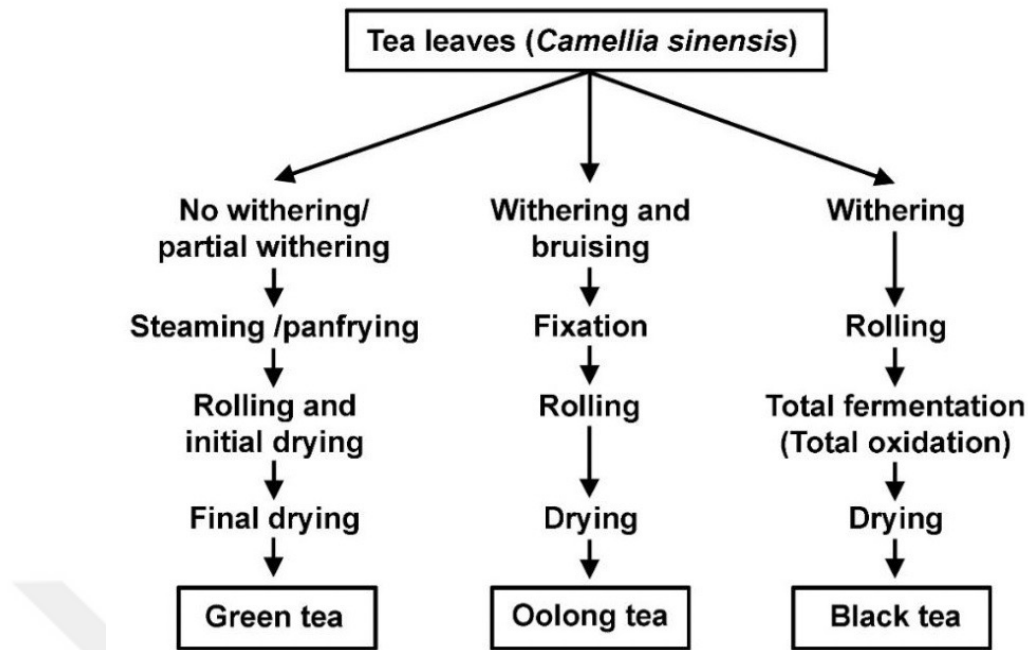 Tea leaves (Camellia sinensis)
No withering/
partial withering
Steaming /panfrying
Rolling and
initial drying
Final drying
Green tea
Withering and
bruising
Fixation
Rolling
Drying
Oolong tea
Withering
Rolling
Total fermentation
(Total oxidation)
Drying
Black tea